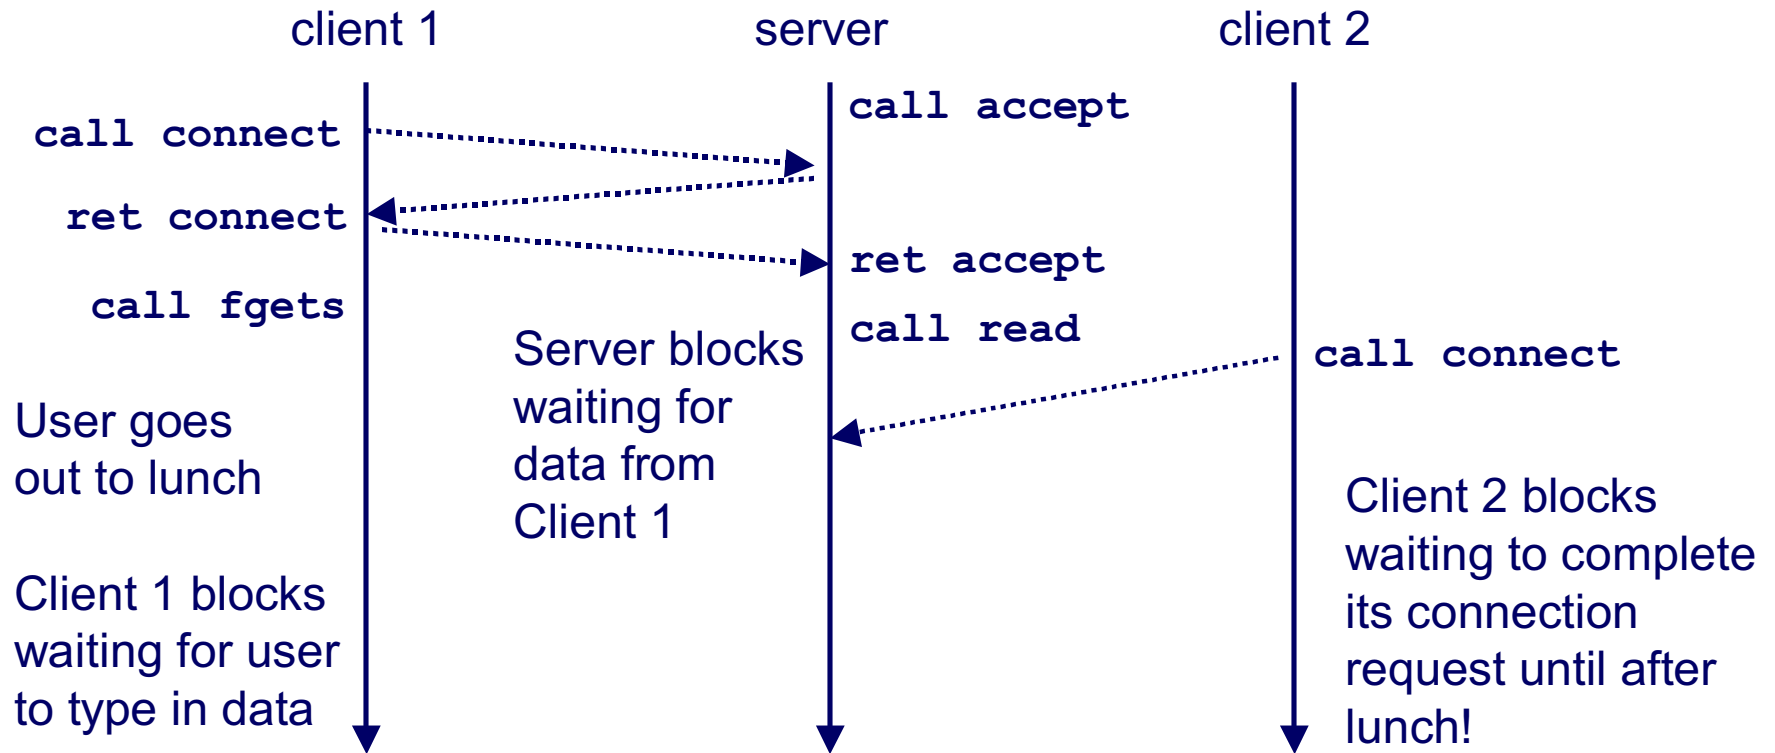 client 1
server
client 2
call accept
call connect
ret connect
ret accept
call fgets
call read
Server blocks
waiting for
data from
Client 1
call connect
User goes
out to lunch
Client 2 blocks
waiting to complete
its connection
request until after
lunch!
Client 1 blocks
waiting for user
to type in data